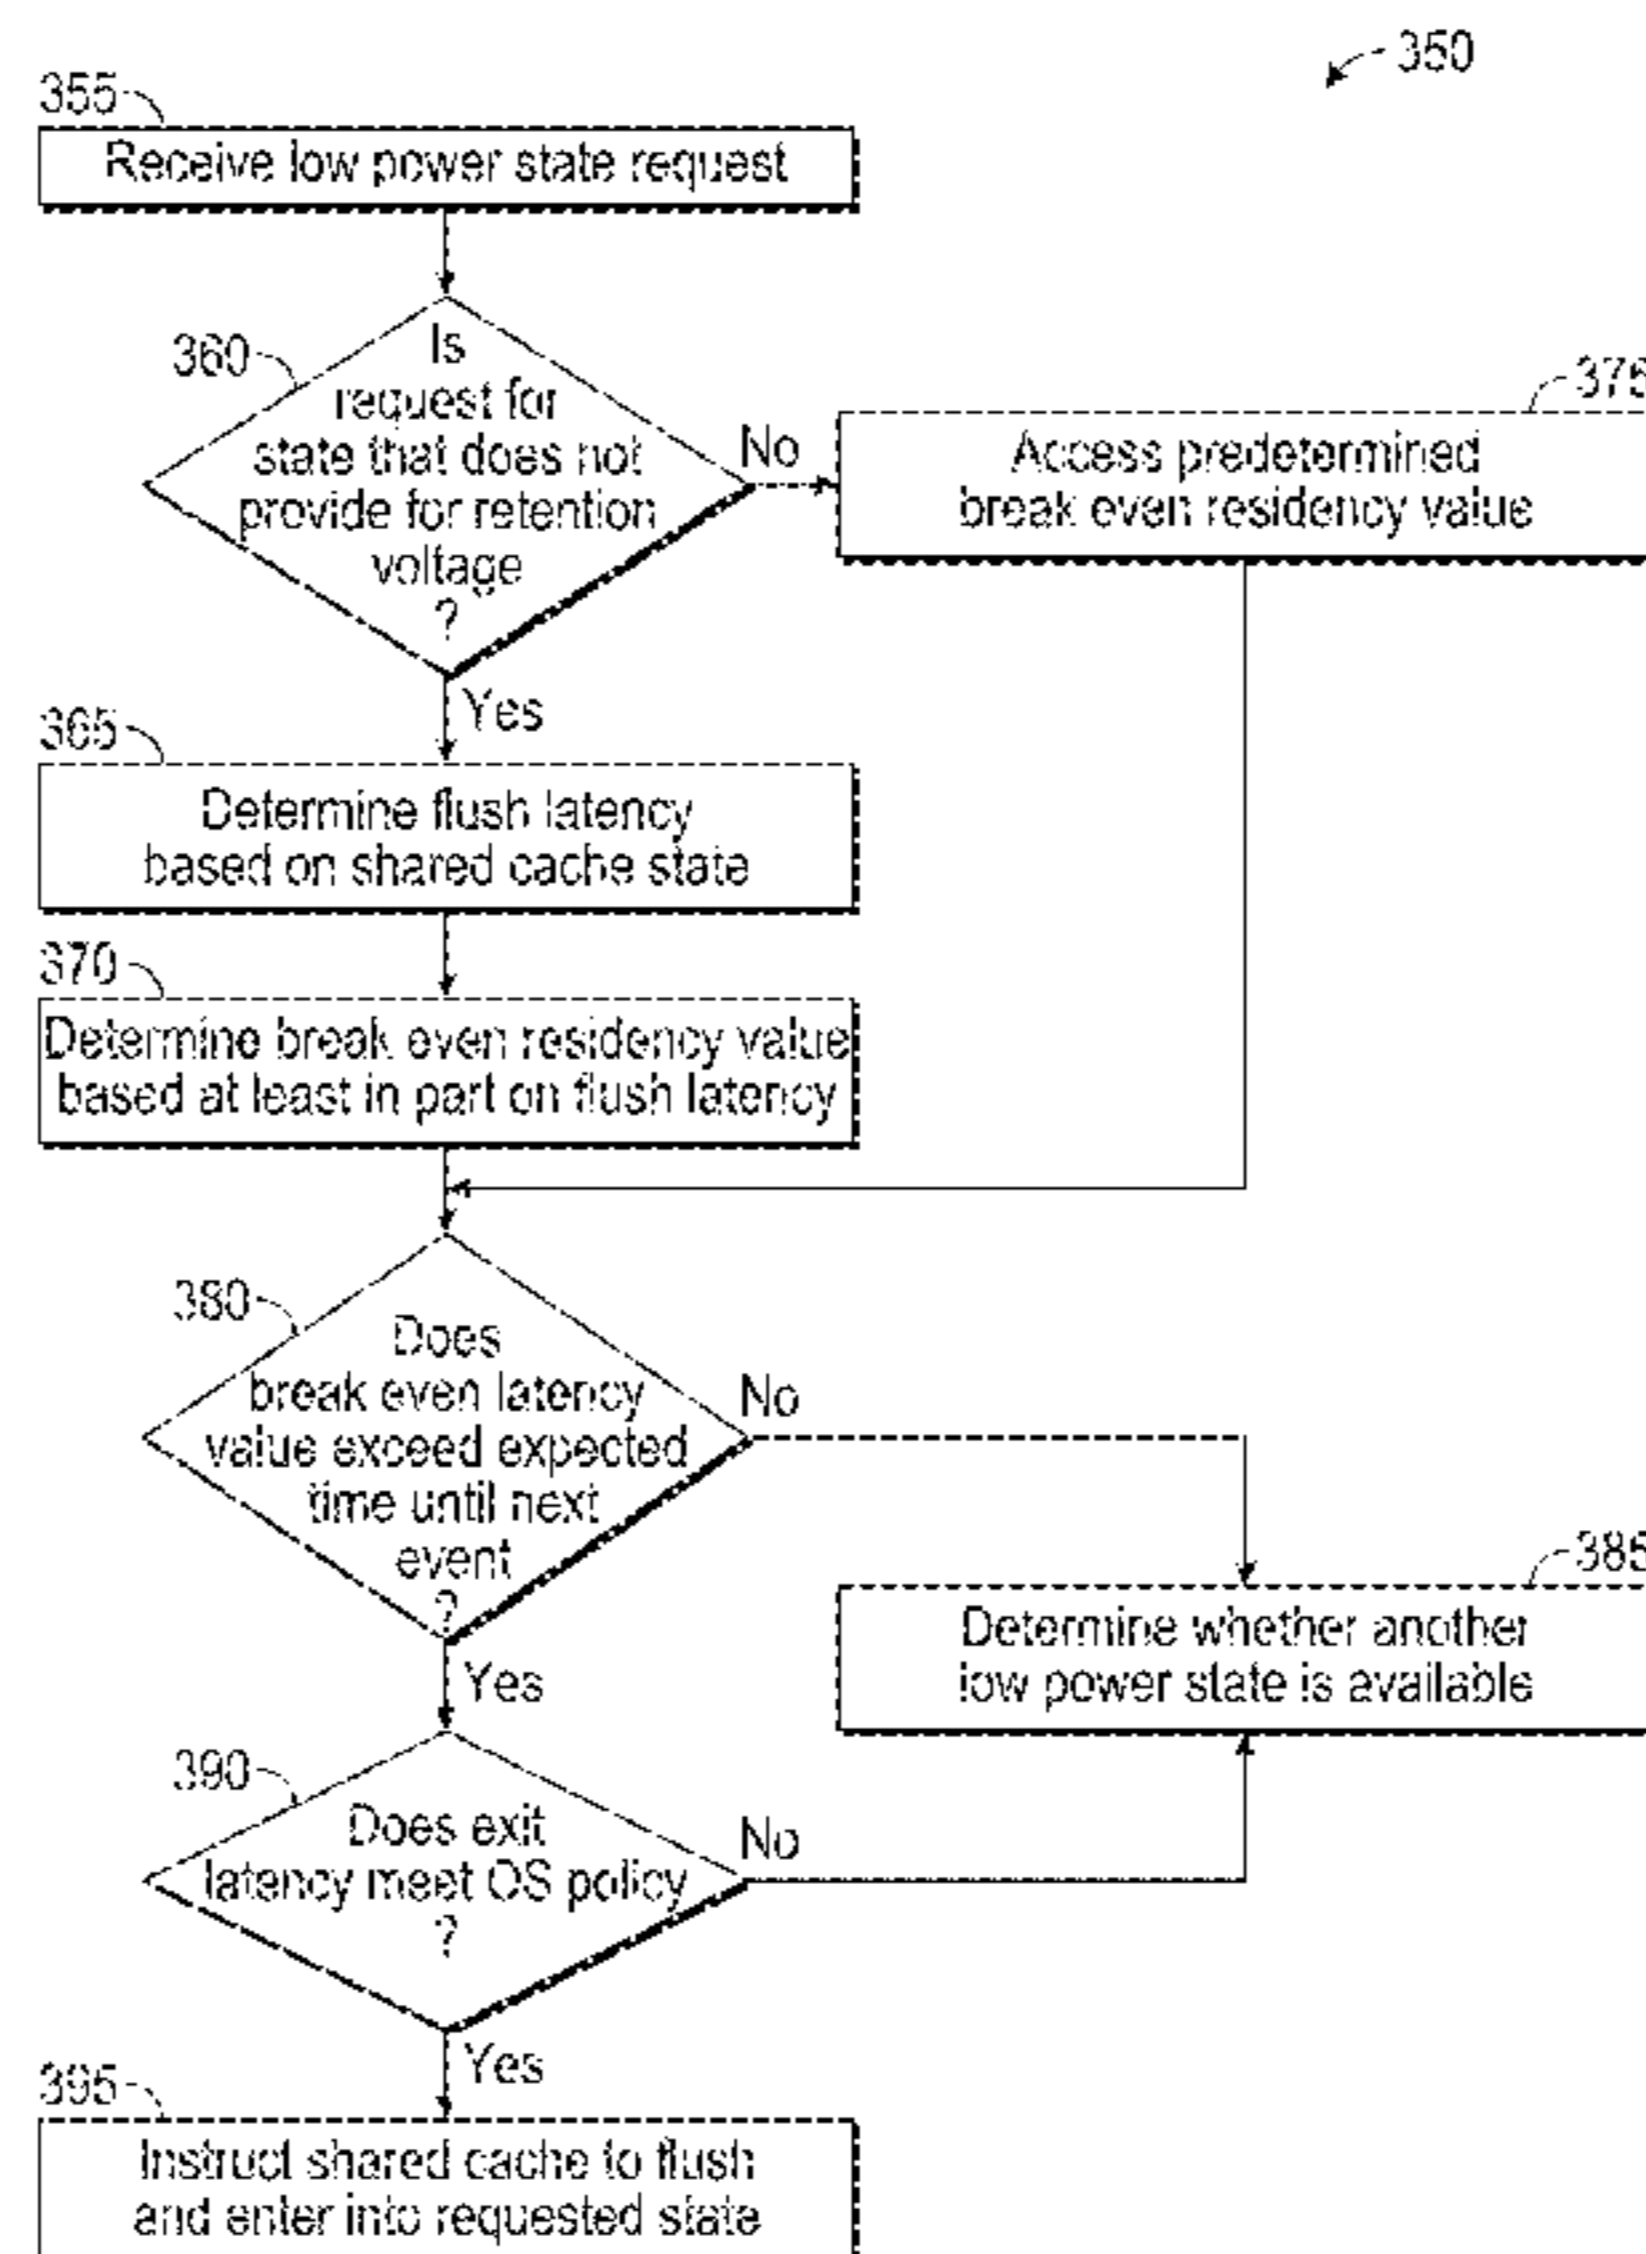 350
355
Receive low power state request
360
Is
request for
state that does not
provide for retention
voltage
?
No
375
Access predetermined
break even residency value
Yes
365
Determine flush latency
based on shared cache state
370
Determine break even residency value
based at least in part on flush latency
380
Does
break even latency
value exceed expected
time until next
event
?
No
385
Determine whether another
low power state is available
Yes
390
Does exit
latency meet OS policy
?
No
Yes
395
Instruct shared cache to flush
and enter into requested state